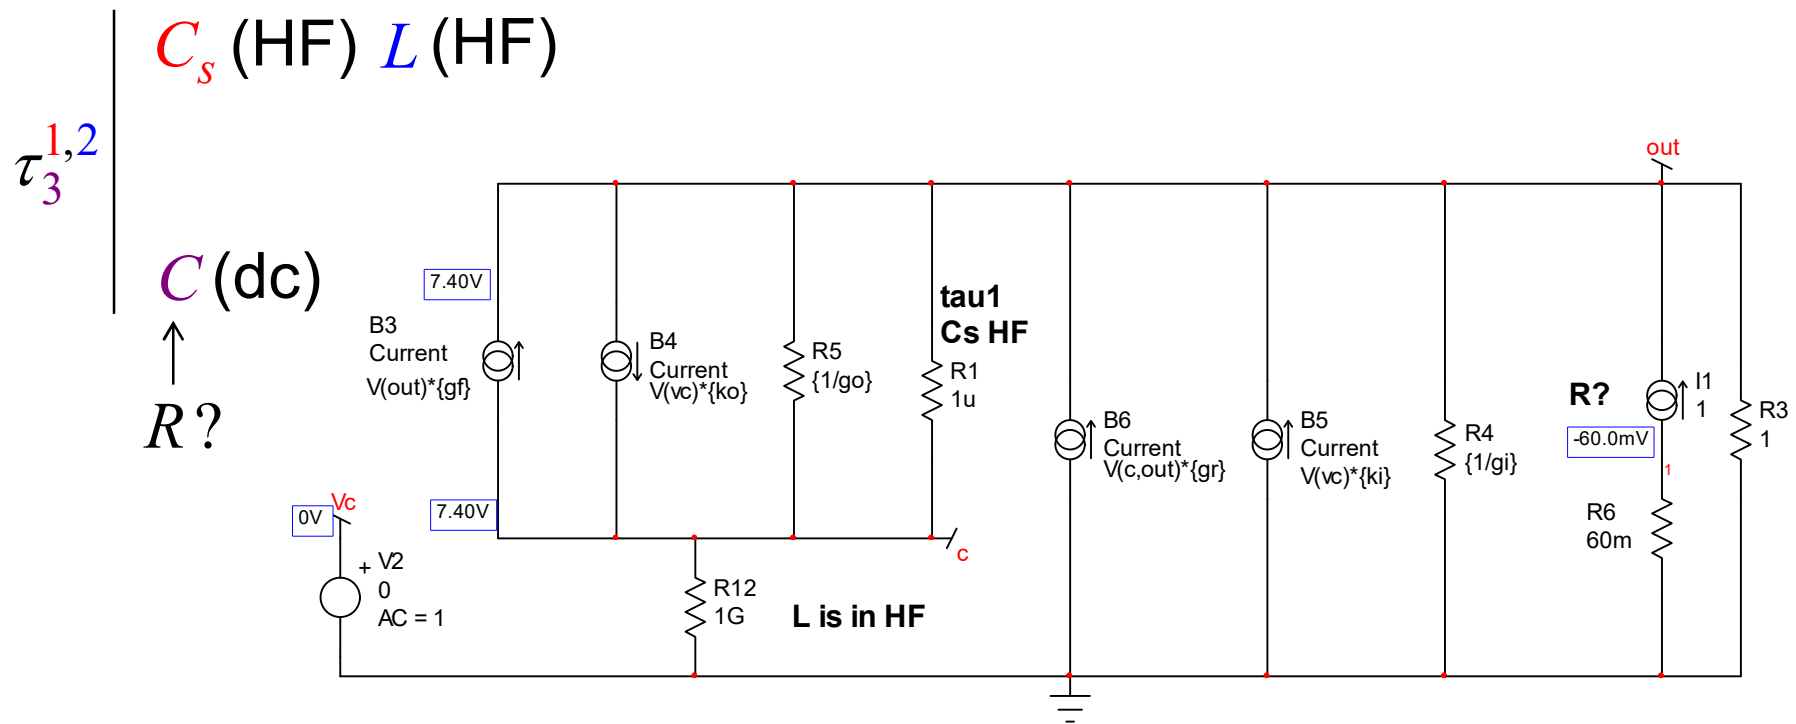 Cs (HF) L (HF)
τ3 1,2
C (dc)
R ?
out
7.40V
B3
Current
V(out)*{gf}
B4
Current
V(vc)*{ko}
R5
{1/go}
tau1
Cs HF
R1
1u
B6
Current
V(c,out)*{gr}
B5
Current
V(vc)*{ki}
R4
{1/gi}
R?
I1
1
-60.0mV
1
R3
1
R6
60m
7.40V
Vc
0V
c
+ V2
0
AC = 1
R12
1G
L is in HF